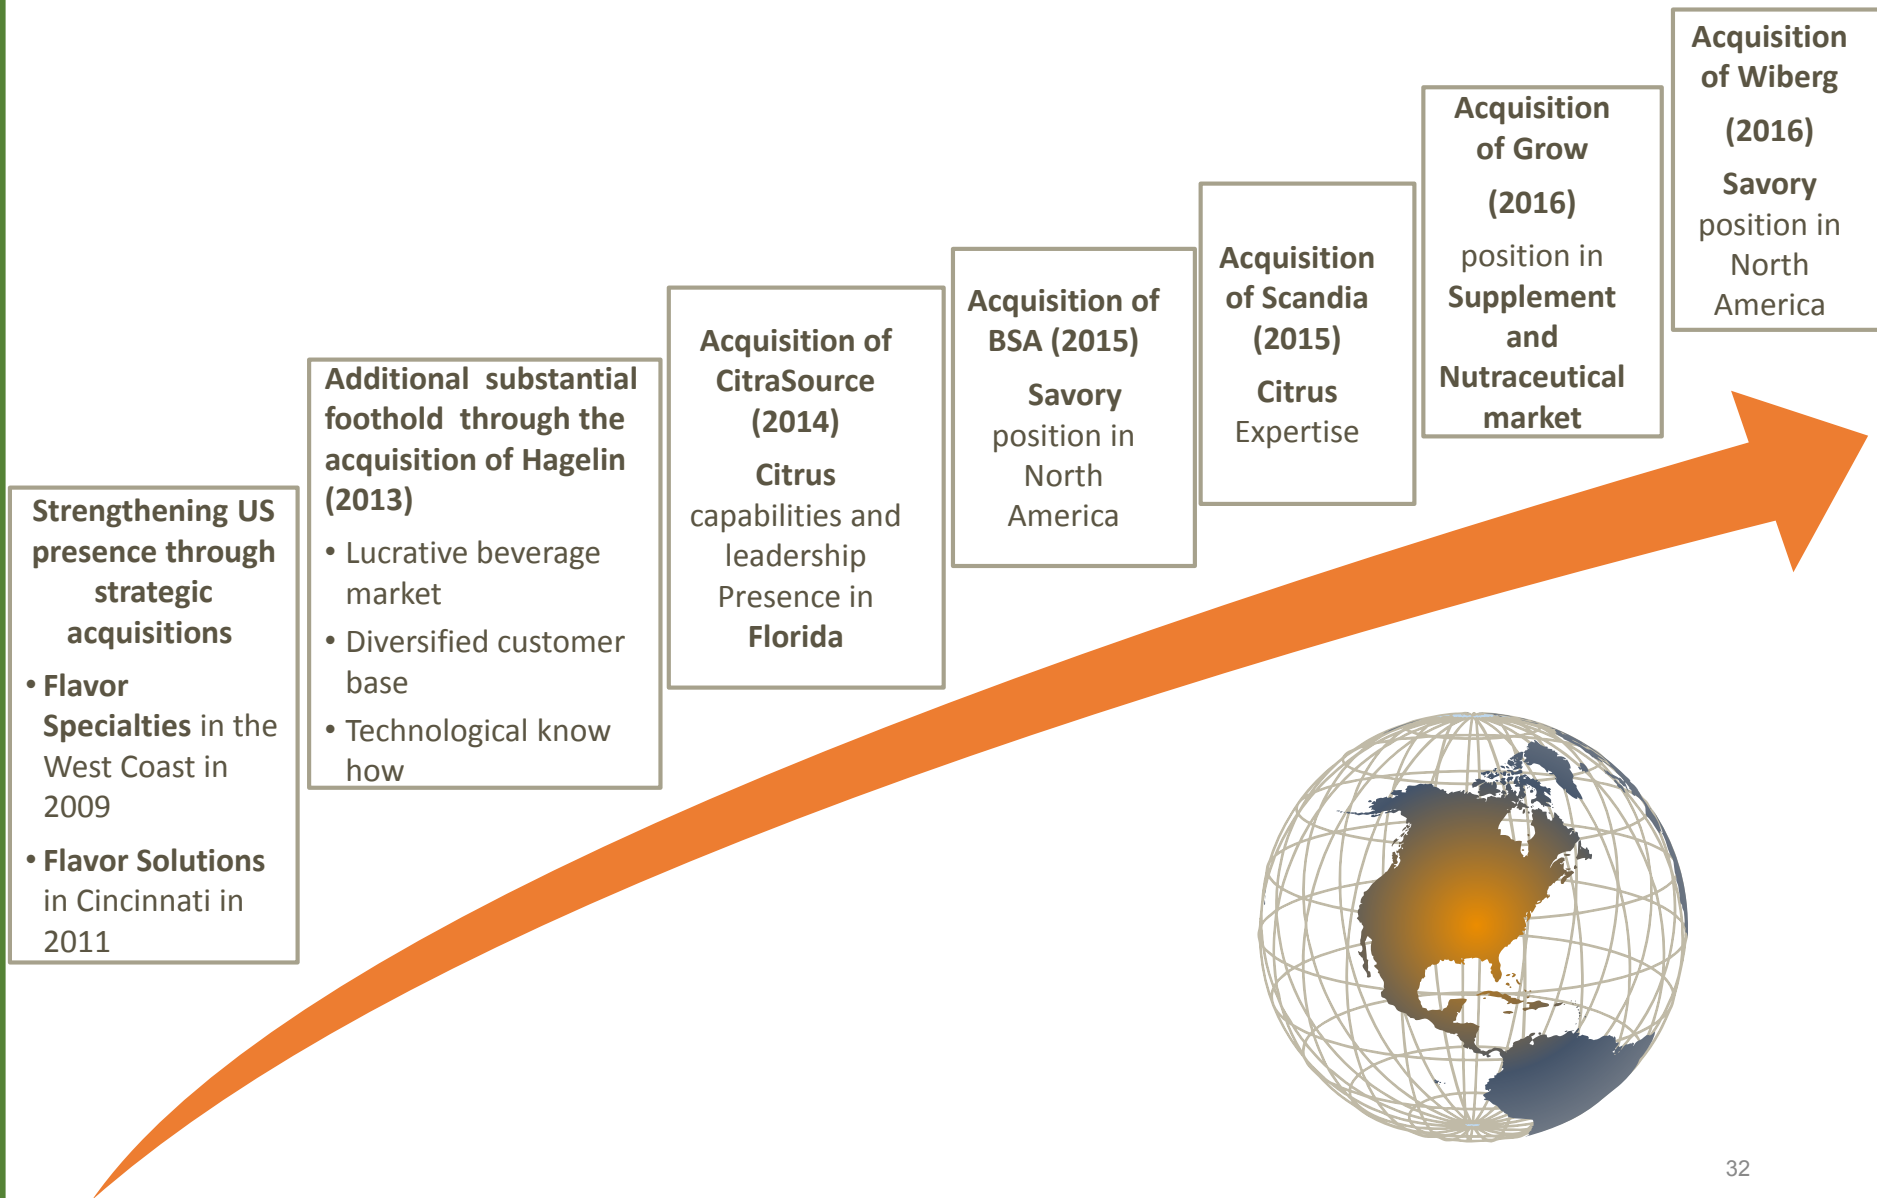 Strengthening US
presence through
strategic
acquisitions
• Flavor
Specialties in the
West Coast in
2009
• Flavor Solutions
in Cincinnati in
2011
Additional substantial
foothold through the
acquisition of Hagelin
(2013)
• Lucrative beverage
market
• Diversified customer
base
• Technological know
how
Acquisition of
CitraSource
(2014)
Citrus
capabilities and
leadership
Presence in
Florida
Acquisition of
BSA (2015)
Savory
position in
North
America
Acquisition
of Scandia
(2015)
Citrus
Expertise
Acquisition
of Grow
(2016)
position in
Supplement
and
Nutraceutical
market
Acquisition
of Wiberg
(2016)
Savory
position in
North
America
32